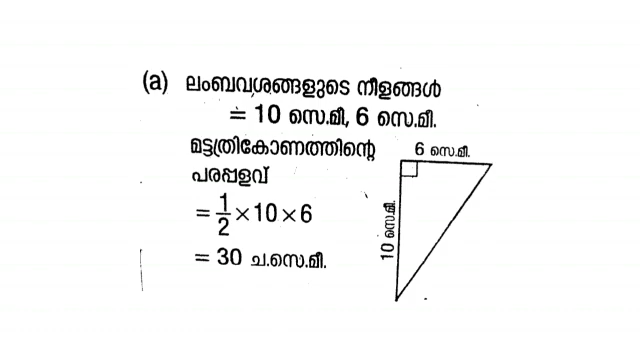 (a) ലംബവശങ്ങളുടെ നീളങ്ങൾ
= 10 സെ.മീ, 6 സെ.മീ.
മട്ടത്രികോണത്തിന്റെ
പരപ്പളവ്
= 1/2 × 10 × 6
= 30 ച.സെ.മീ.
6 സെ.മീ.
10 സെ.മീ.